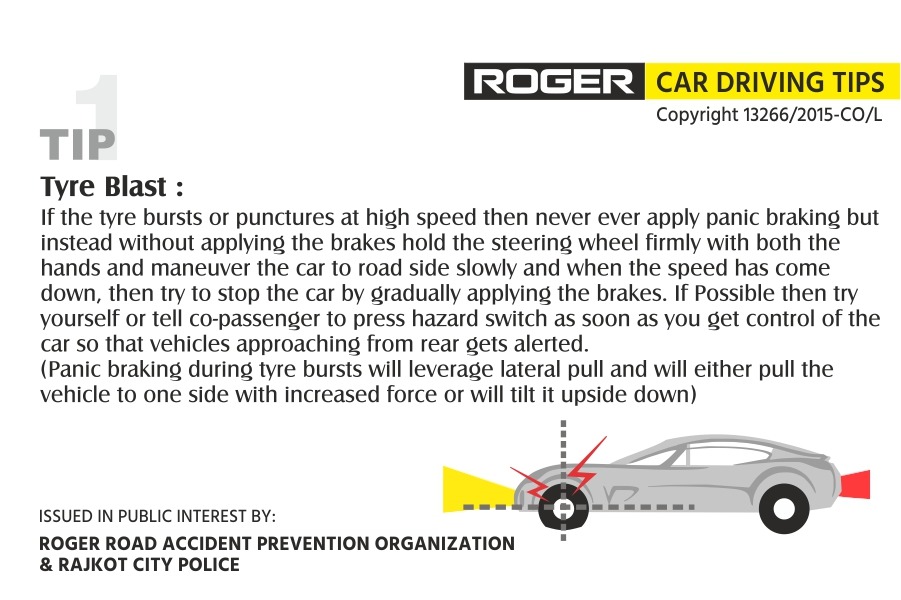 ROGER CAR DRIVING TIPS
Copyright 13266/2015-CO/L
1
TIP
Tyre Blast :
If the tyre bursts or punctures at high speed then never ever apply panic braking but
instead without applying the brakes hold the steering wheel firmly with both the
hands and maneuver the car to road side slowly and when the speed has come
down, then try to stop the car by gradually applying the brakes. If Possible then try
yourself or tell co-passenger to press hazard switch as soon as you get control of the
car so that vehicles approaching from rear gets alerted.
(Panic braking during tyre bursts will leverage lateral pull and will either pull the
vehicle to one side with increased force or will tilt it upside down)
ISSUED IN PUBLIC INTEREST BY:
ROGER ROAD ACCIDENT PREVENTION ORGANIZATION
& RAJKOT CITY POLICE